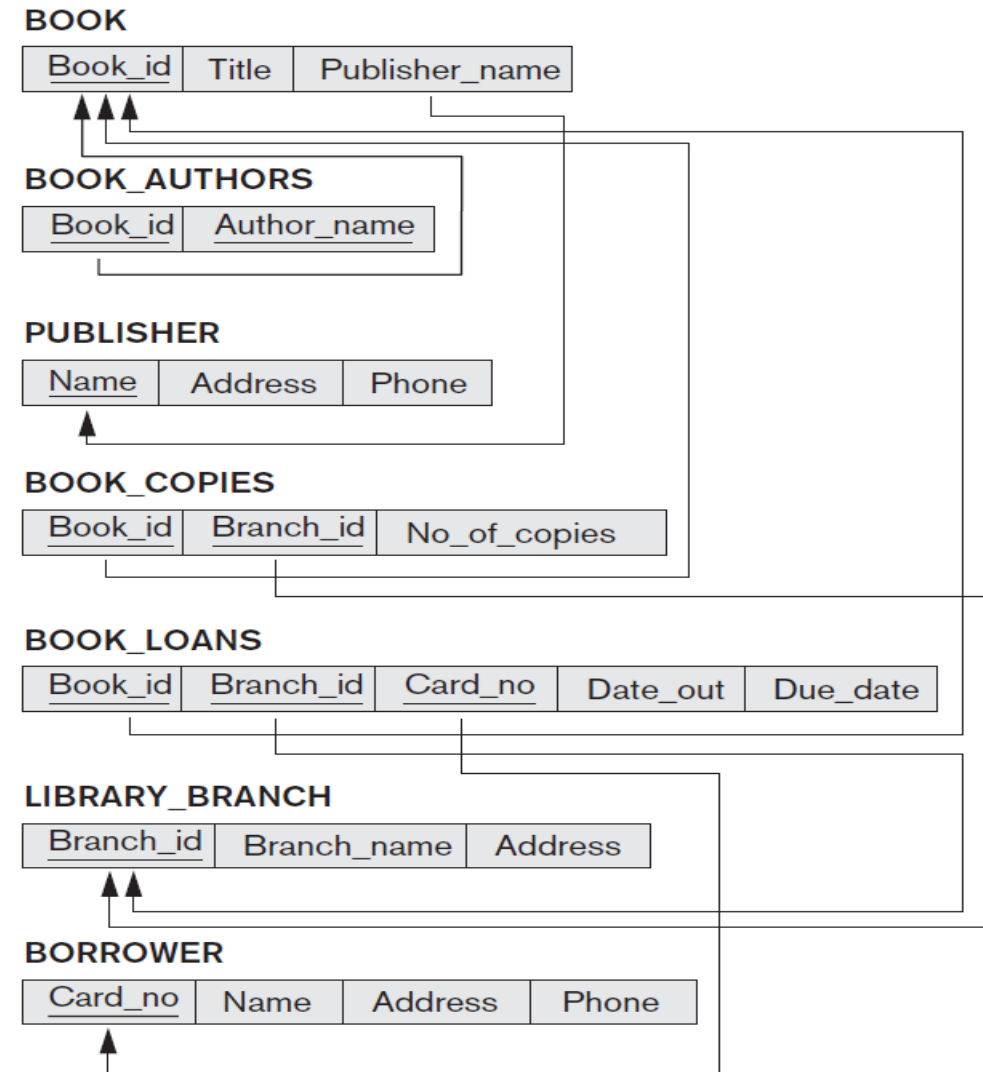 BOOK
Book_id Title Publisher_name
BOOK_AUTHORS
Book_id Author_name
PUBLISHER
Name Address Phone
BOOK_COPIES
Book_id Branch_id No_of_copies
BOOK_LOANS
Book_id Branch_id Card_no Date_out Due_date
LIBRARY_BRANCH
Branch_id Branch_name Address
BORROWER
Card_no Name Address Phone